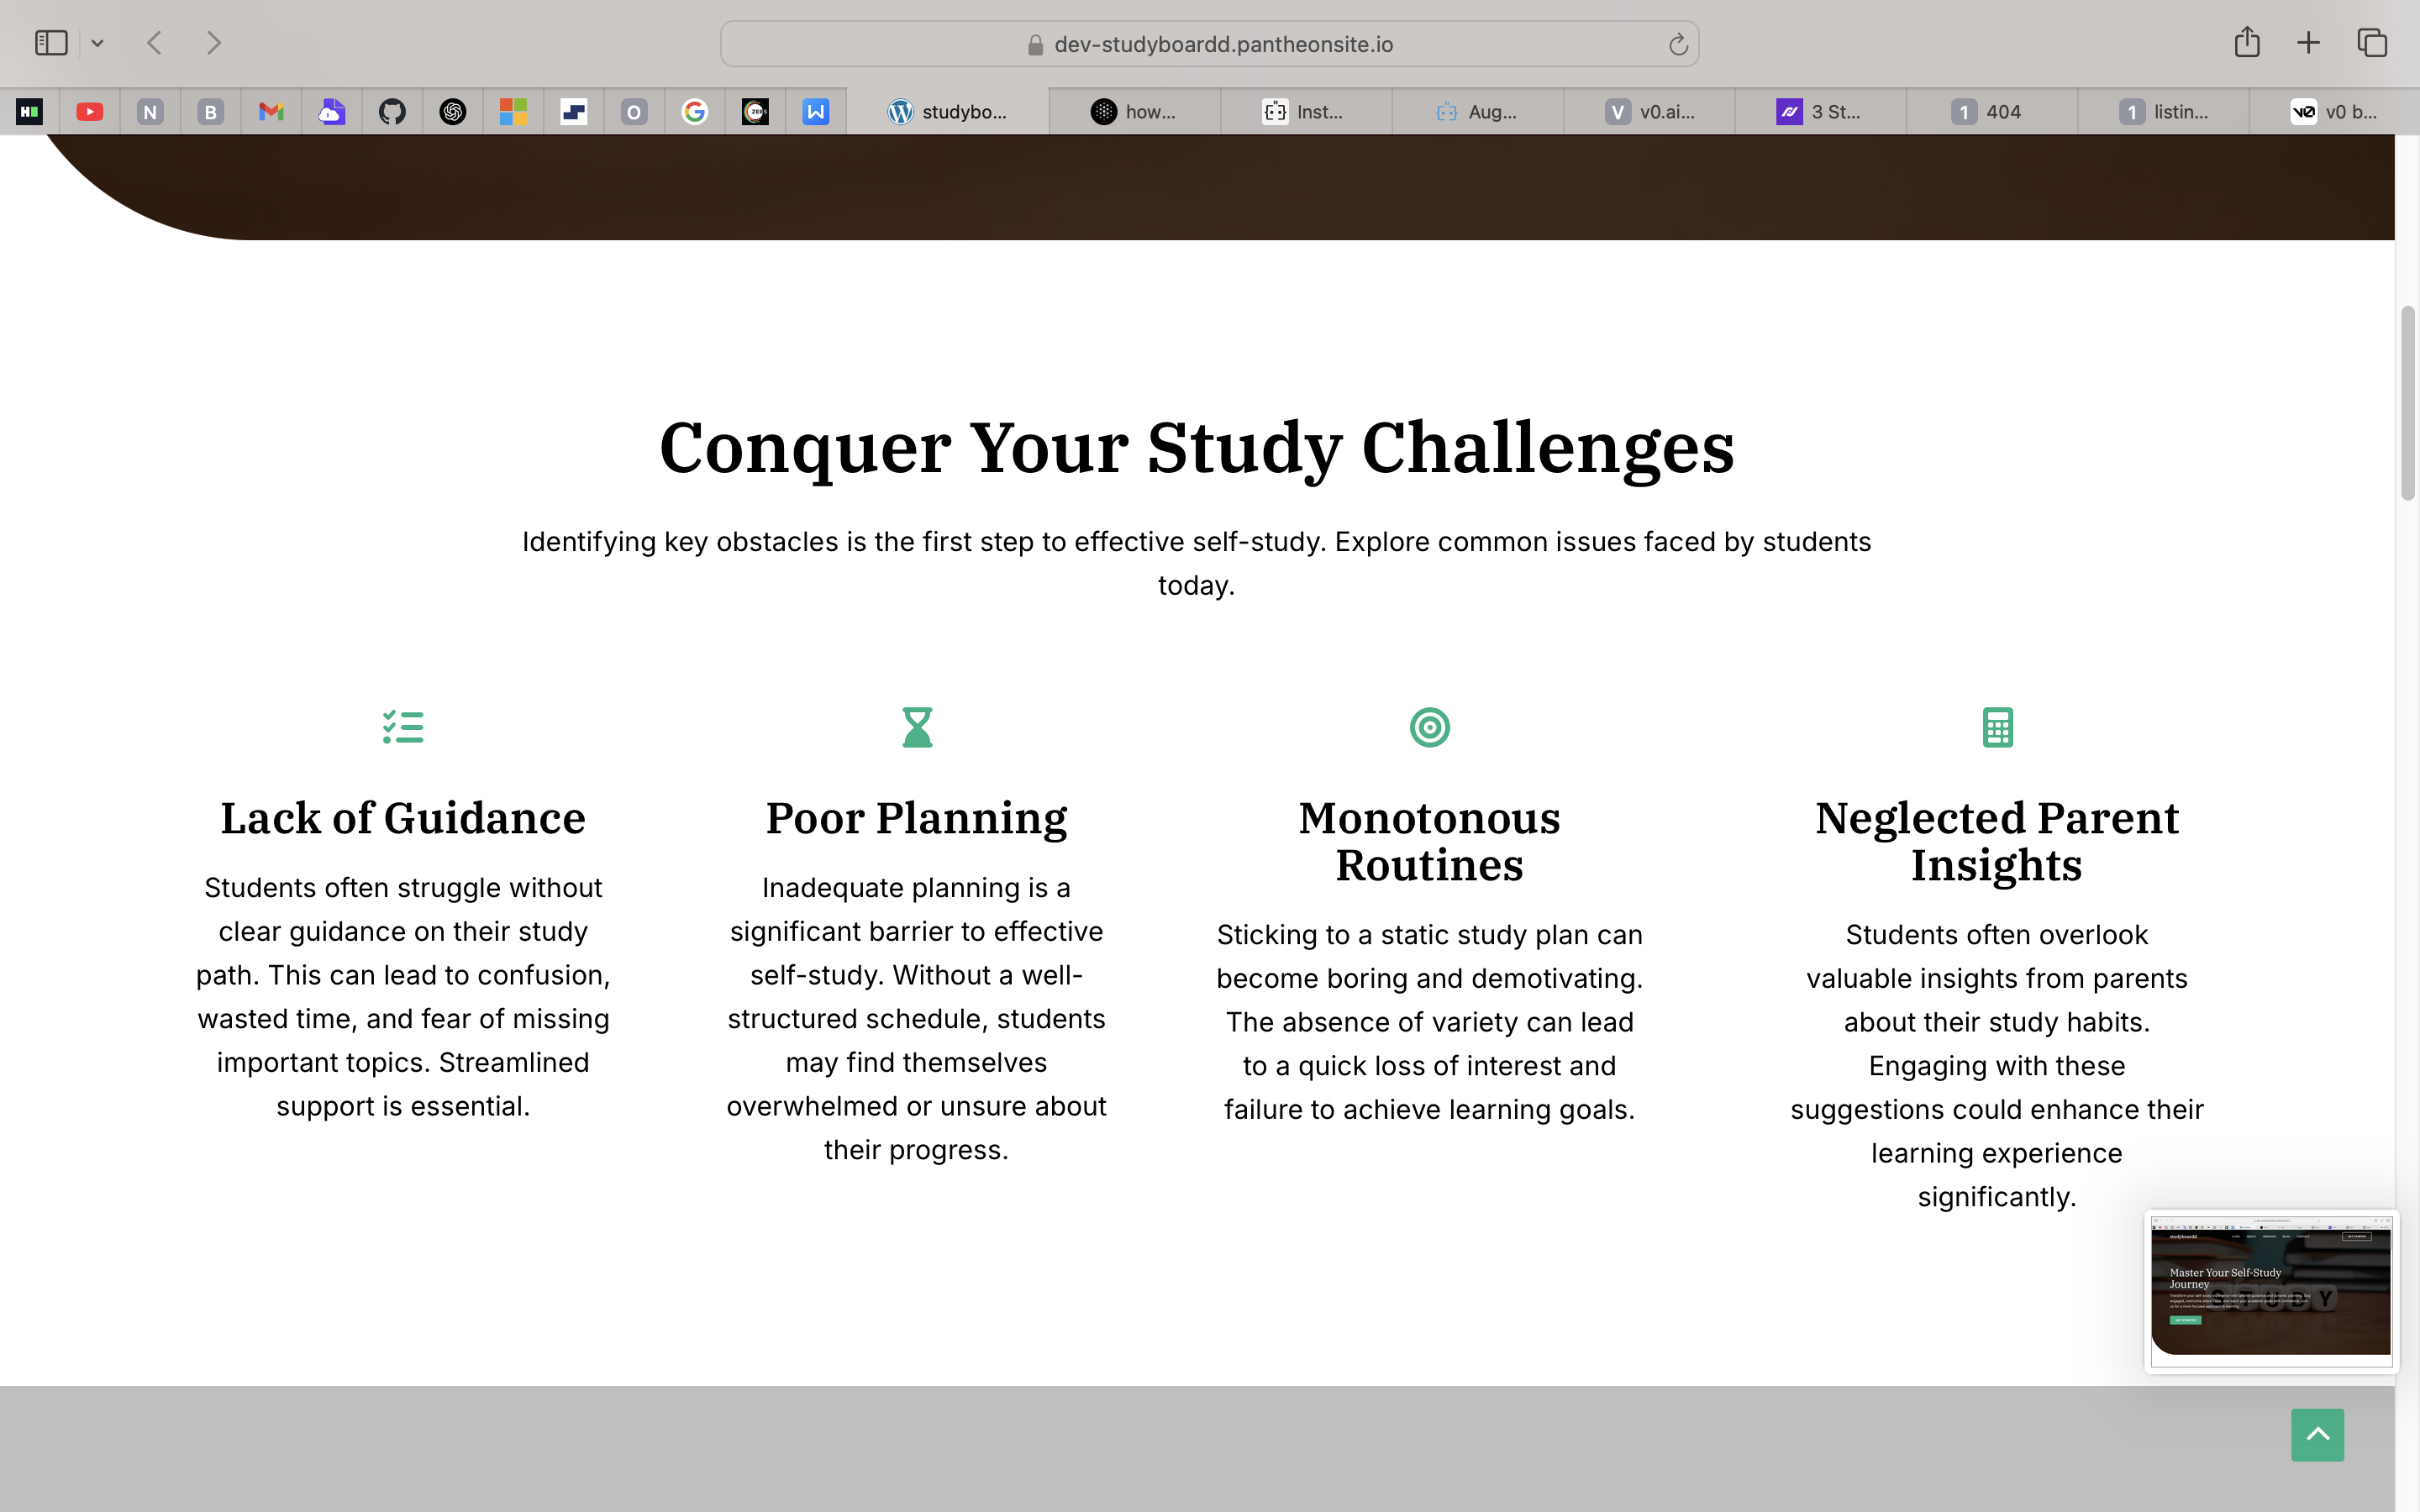 dev-studyboardd.pantheonsite.io
N
B
O
studybo...
how...
Inst...
Aug...
V
v0.ai...
3 St...
1
404
1
listin...
v0 b...
Conquer Your Study Challenges
Identifying key obstacles is the first step to effective self-study. Explore common issues faced by students
today.
Lack of Guidance
Students often struggle without
clear guidance on their study
path. This can lead to confusion,
wasted time, and fear of missing
important topics. Streamlined
support is essential.
Poor Planning
Inadequate planning is a
significant barrier to effective
self-study. Without a well-
structured schedule, students
may find themselves
overwhelmed or unsure about
their progress.
Monotonous
Routines
Sticking to a static study plan can
become boring and demotivating.
The absence of variety can lead
to a quick loss of interest and
failure to achieve learning goals.
Neglected Parent
Insights
Students often overlook
valuable insights from parents
about their study habits.
Engaging with these
suggestions could enhance their
learning experience
significantly.
studyboardd
Master Your Self-Study
Journey
GET STARTED